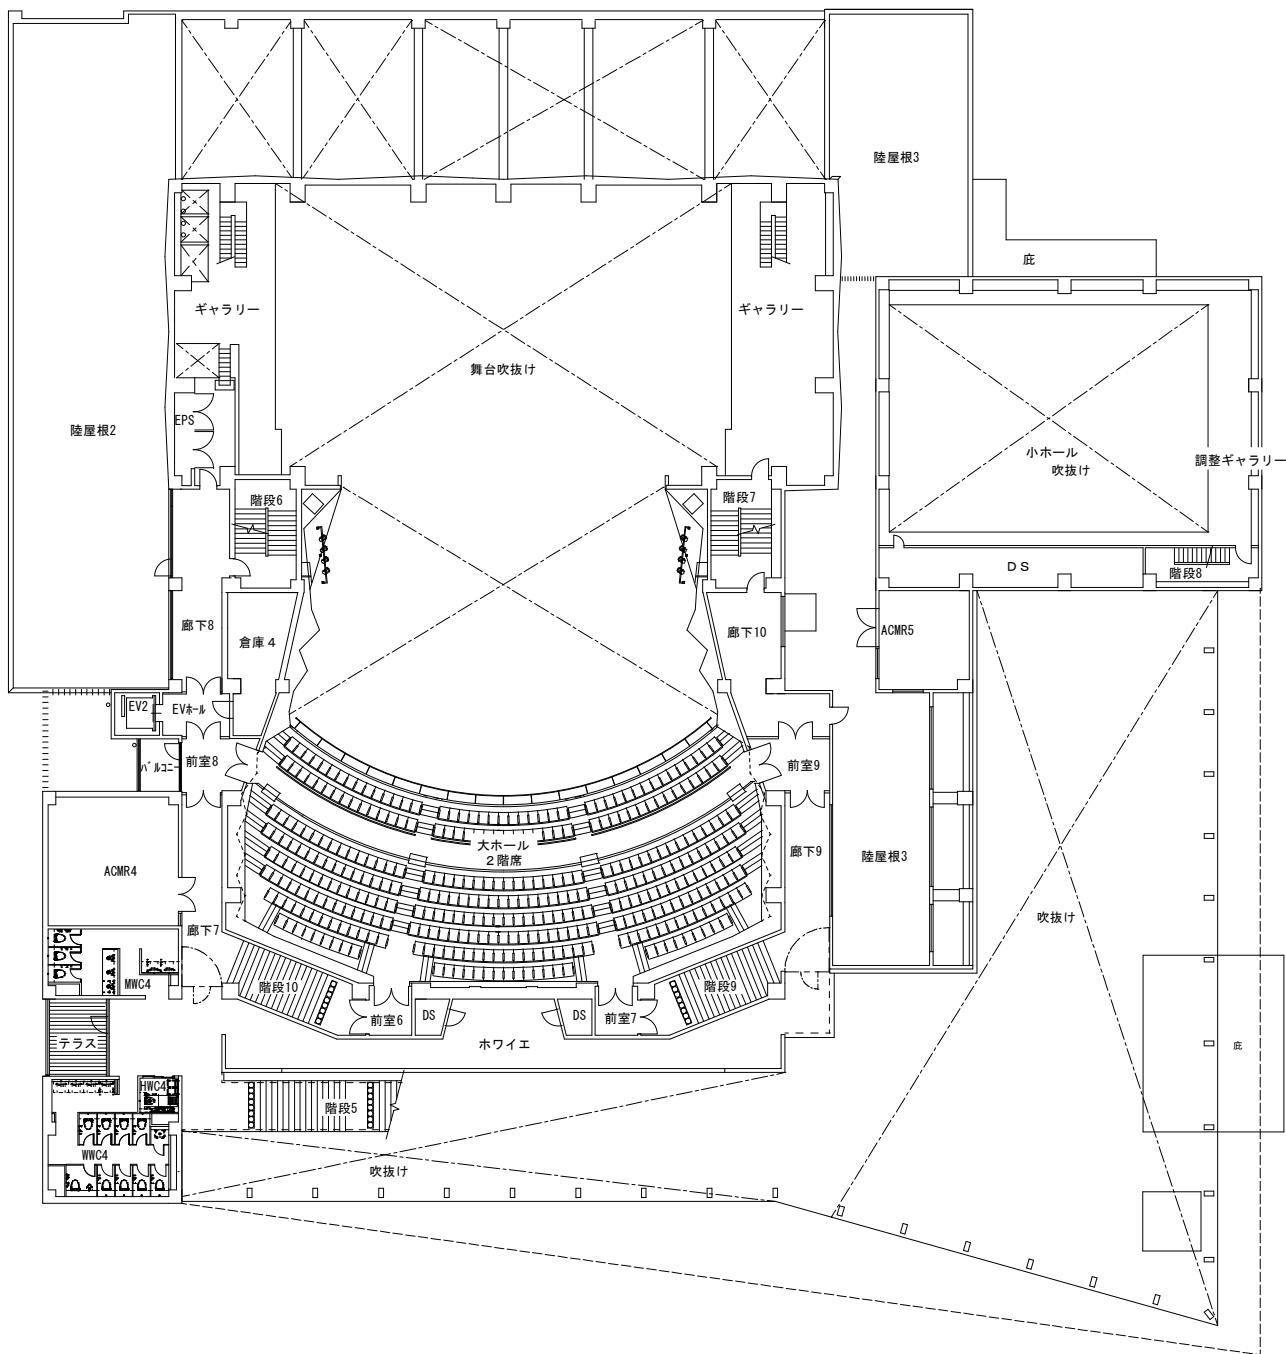 陸屋根3
庇
ギャラリー
ギャラリー
舞台吹抜け
EPS
陸屋根2
小ホール
吹抜け
調整ギャラリー
階段6
階段7
DS
階段8
廊下8
倉庫4
廊下10
ACMR5
EV2
EVホール
バルコニー
前室8
前室9
大ホール
2階席
廊下9
陸屋根3
ACMR4
吹抜け
廊下7
MWC4
階段10
階段9
前室6
DS
DS
前室7
テラス
ホワイエ
庇
HWC4
階段5
WWC4
吹抜け